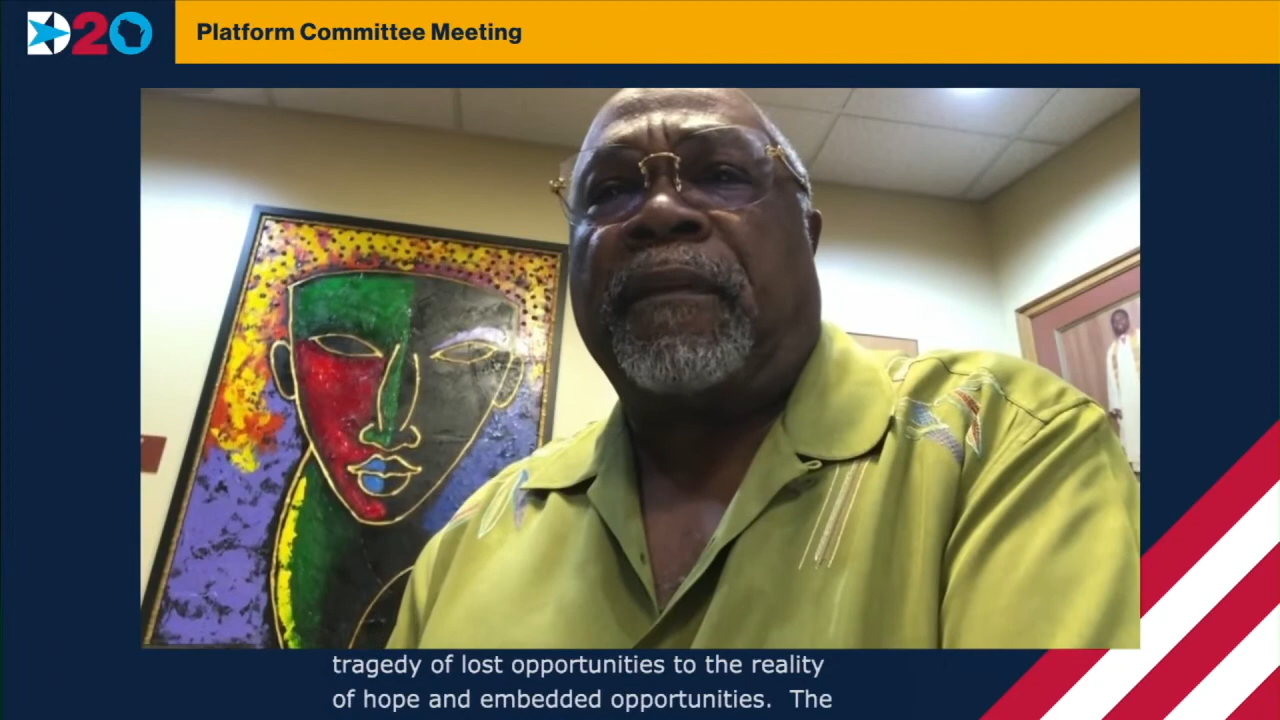 D20
Platform Committee Meeting
tragedy of lost opportunities to the reality
of hope and embedded opportunities.  The